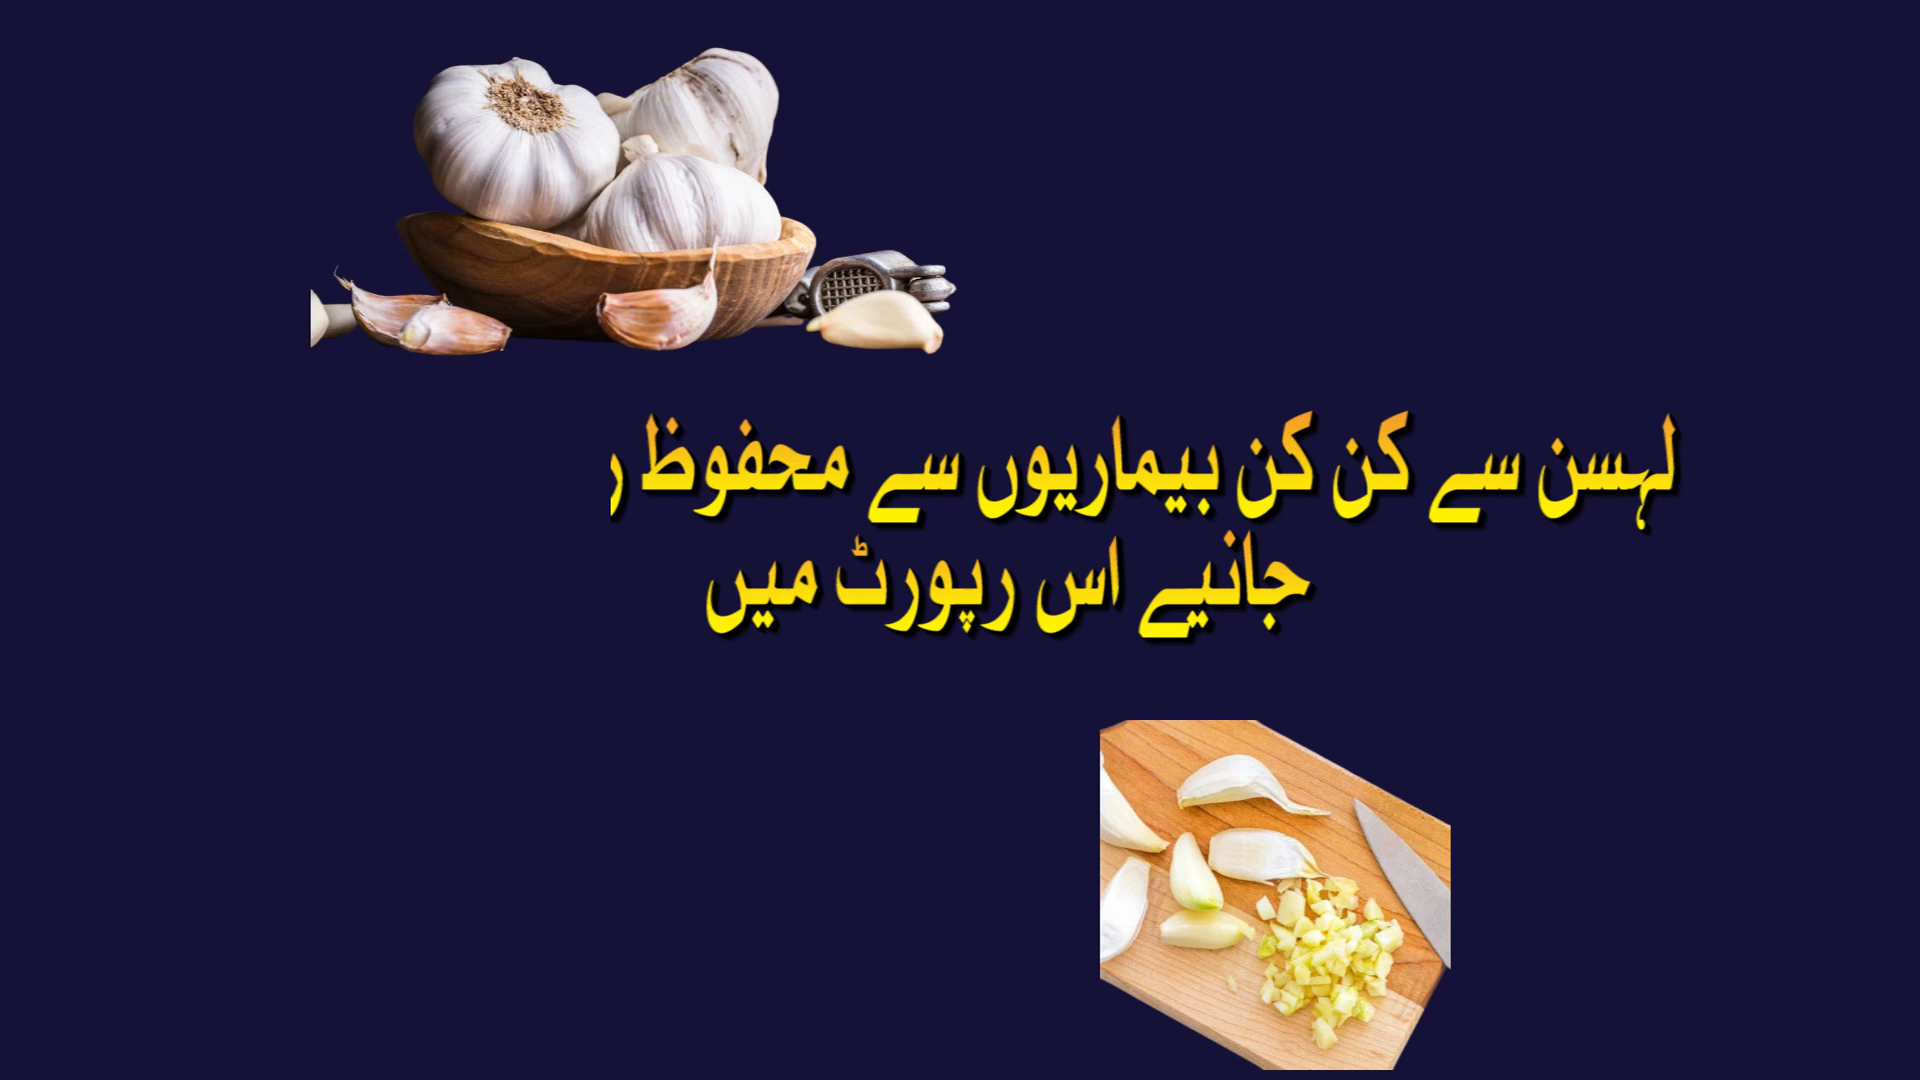 لہسن سے کن کن بیماریوں سے محفوظ ر
جانیے اس رپورٹ میں